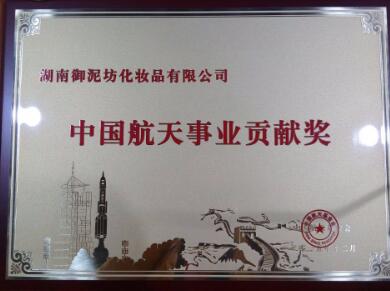 湖南御泥坊化妆品有限公司
中国航天事业贡献奖